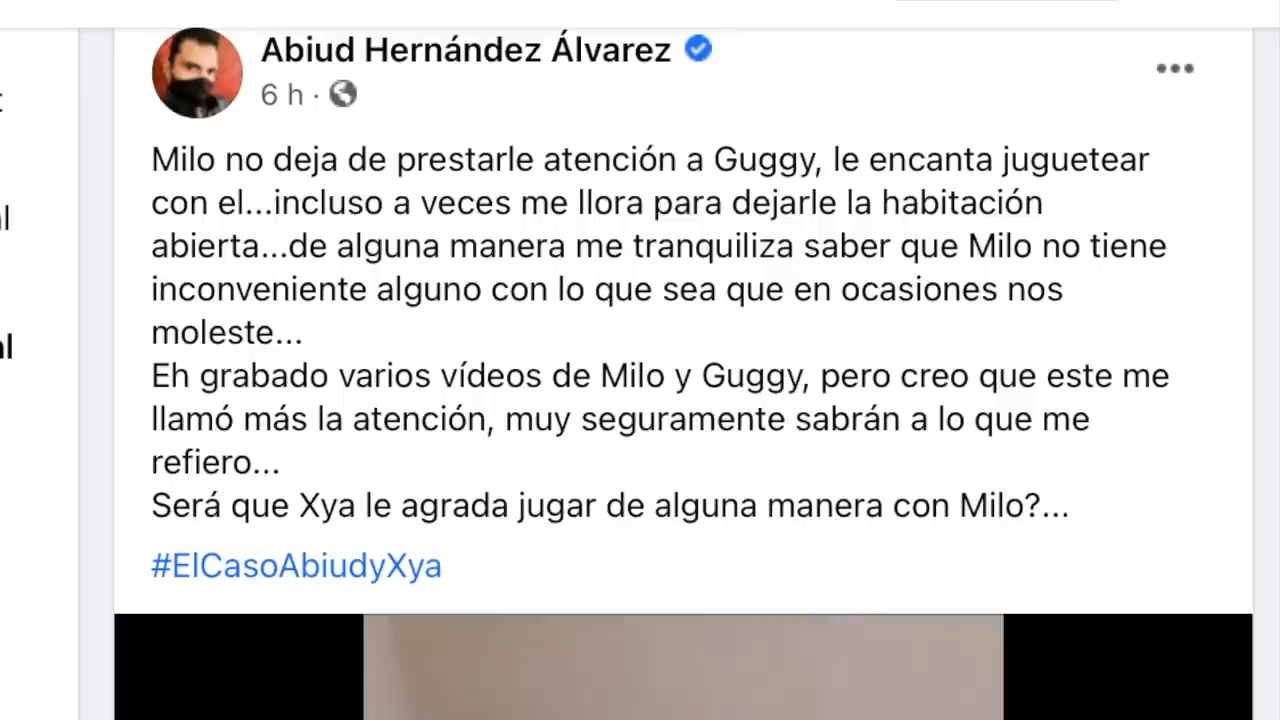 Abiud Hernández Álvarez
6 h ·
Milo no deja de prestarle atención a Guggy, le encanta juguetear
con el...incluso a veces me llora para dejarle la habitación
abierta...de alguna manera me tranquiliza saber que Milo no tiene
inconveniente alguno con lo que sea que en ocasiones nos
moleste...
Eh grabado varios vídeos de Milo y Guggy, pero creo que este me
llamó más la atención, muy seguramente sabrán a lo que me
refiero...
Será que Xya le agrada jugar de alguna manera con Milo?...
#ElCasoAbiudyXya